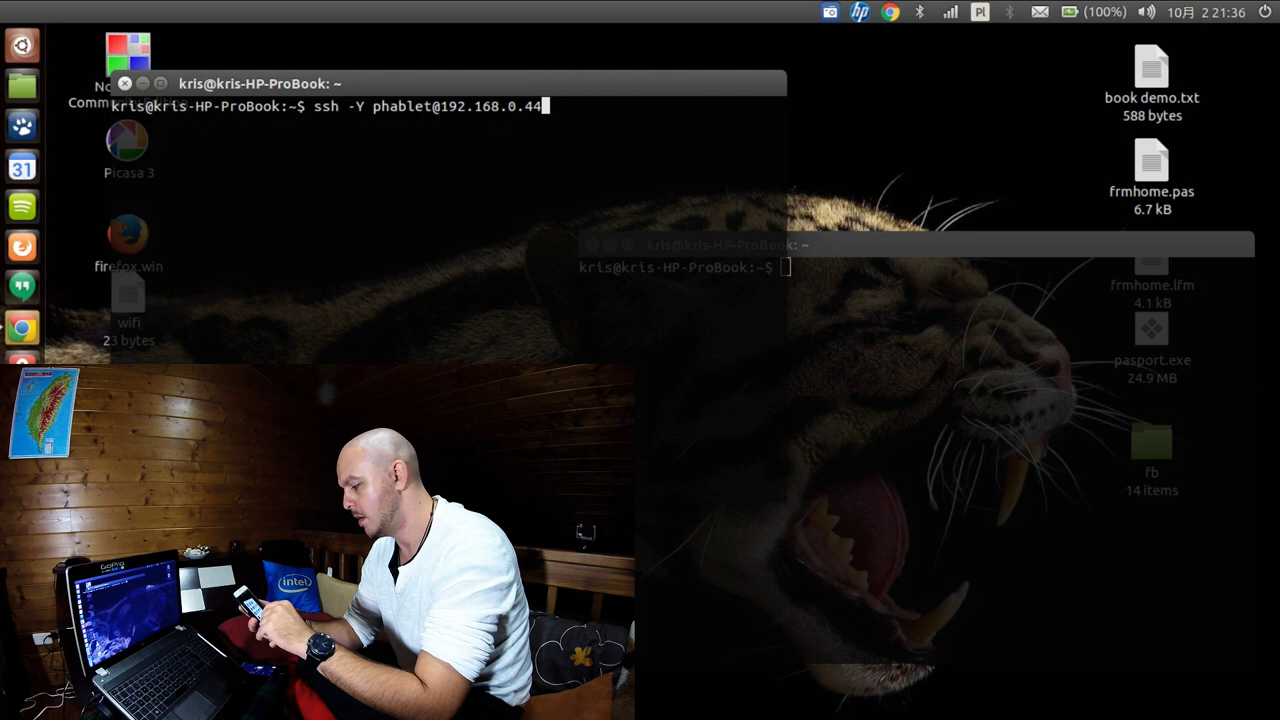 Pl
(100%)
10月 2 21:36
kris@kris-HP-ProBook: ~
kris@kris-HP-ProBook:~$ ssh -Y phablet@192.168.0.44
Picasa 3
firefox.win
wifi
23 bytes
31
hp
kris@kris-HP-ProBook: ~
kris@kris-HP-ProBook:~$
book demo.txt
588 bytes
frmhome.pas
6.7 kB
frmhome.lfm
4.1 kB
pasport.exe
24.9 MB
fb
14 items
GoPro
intel